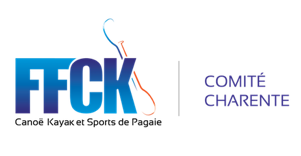 FFCK
Canoë Kayak et Sports de Pagaie
COMITÉ
CHARENTE